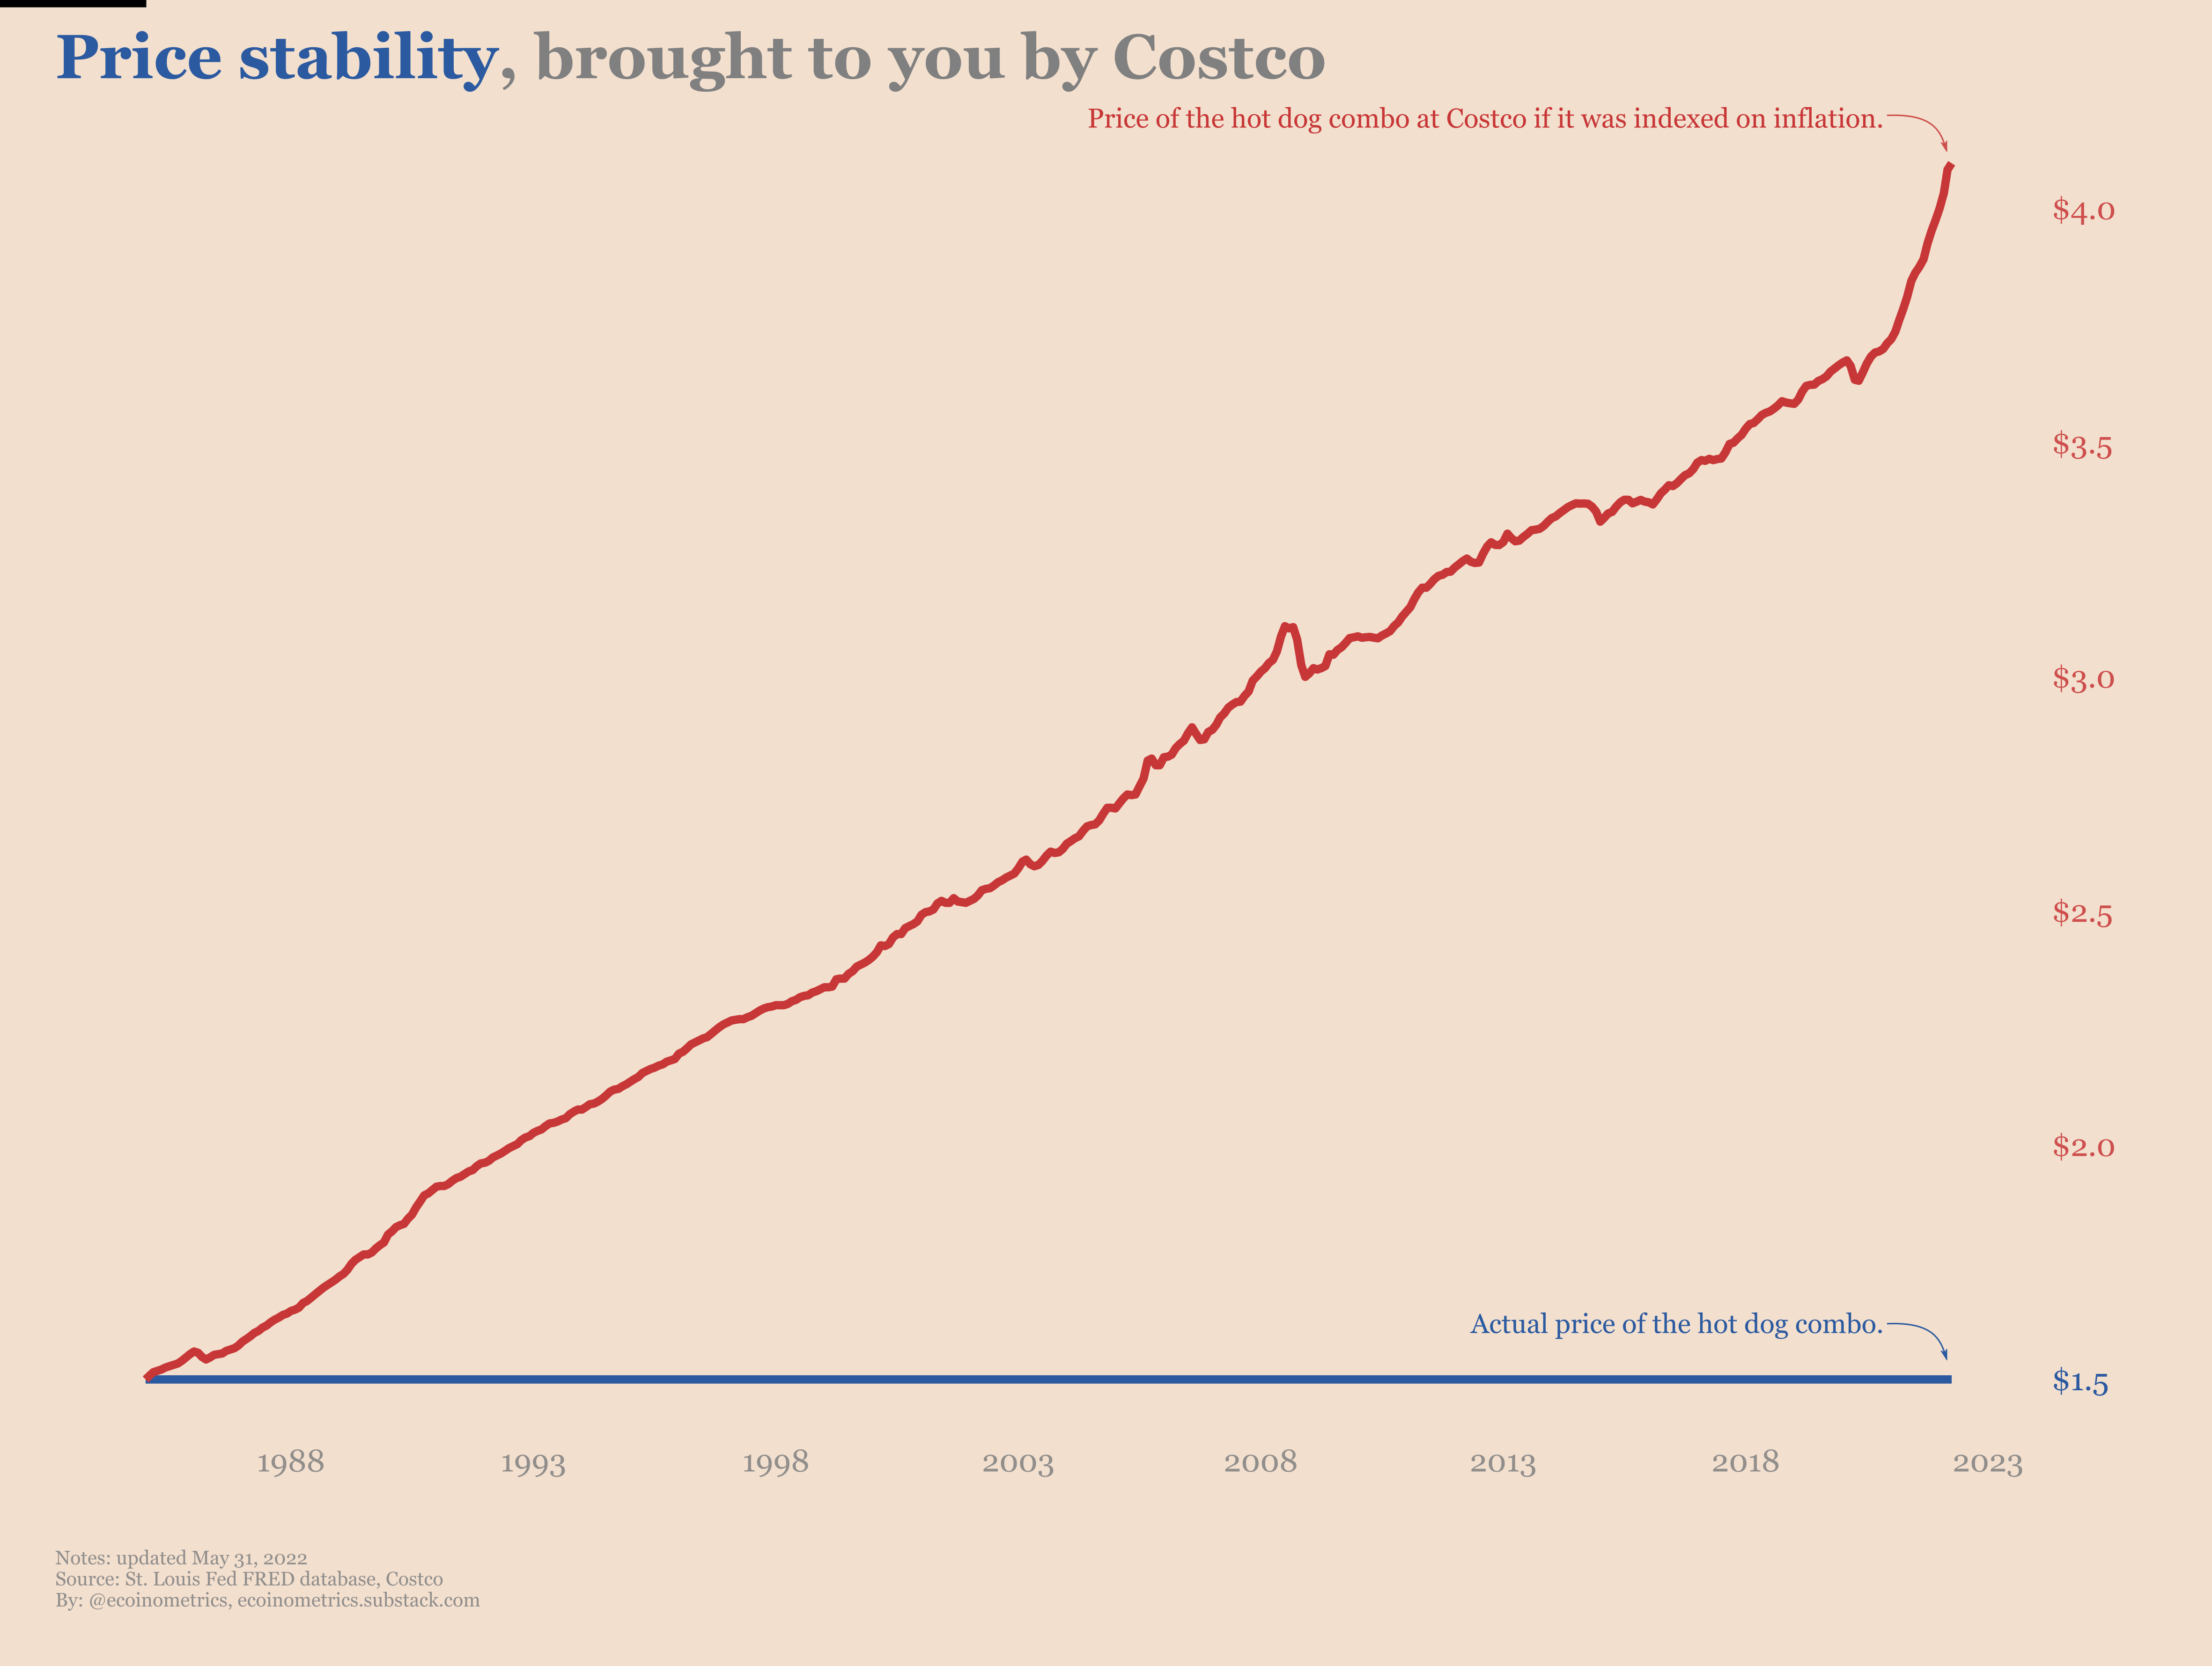 Price stability, brought to you by Costco
Price of the hot dog combo at Costco if it was indexed on inflation.
$4.0
$3.5
$3.0
$2.5
$2.0
Actual price of the hot dog combo.
$1.5
1988 1993 1998 2003 2008 2013 2018 2023
Notes: updated May 31, 2022
Source: St. Louis Fed FRED database, Costco
By: @ecoinometrics, ecoinometrics.substack.com